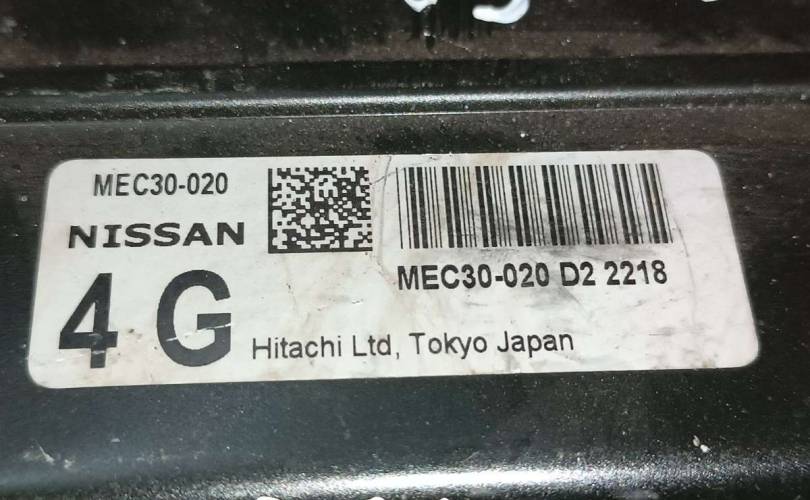 MEC30-020
NISSAN
4 G
MEC30-020 D2 2218
Hitachi Ltd, Tokyo Japan